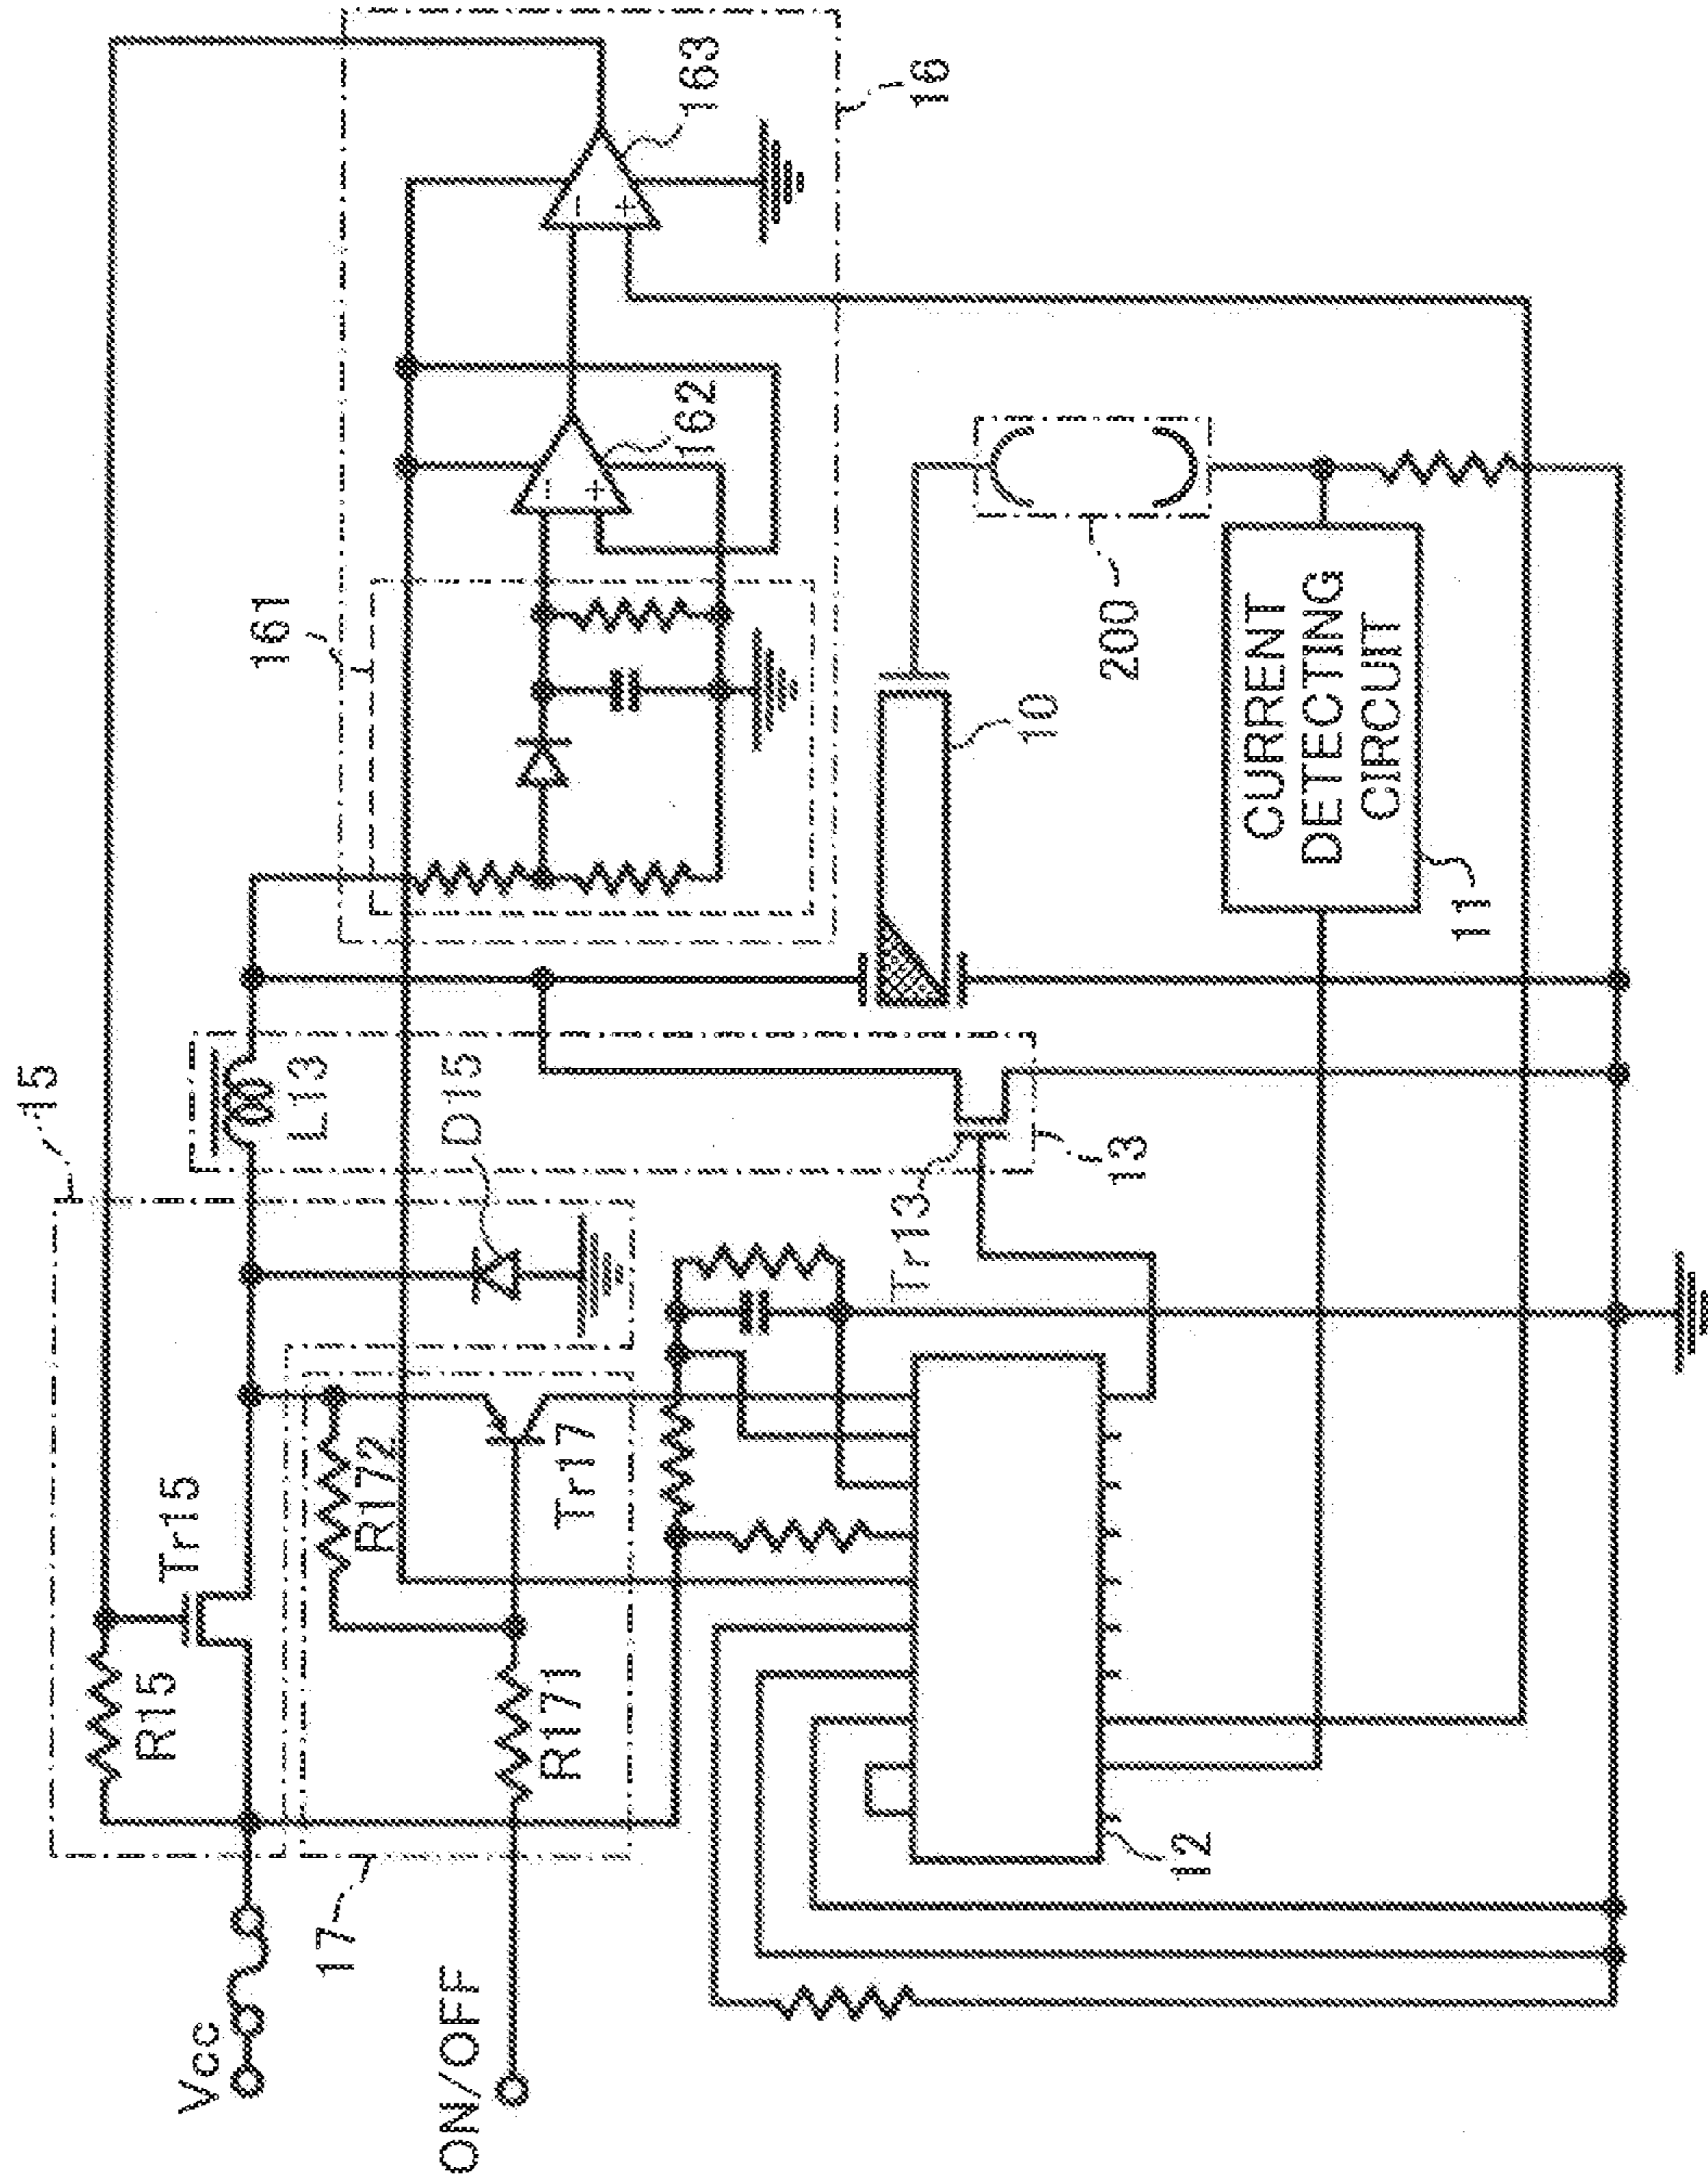 15
Tr15
R15
Vcc
17
ON/OFF
R172
R171
Tr17
L13
D15
Tr13
13
12
161
16
162
−
+
163
−
+
10
200
CURRENT
DETECTING
CIRCUIT
11